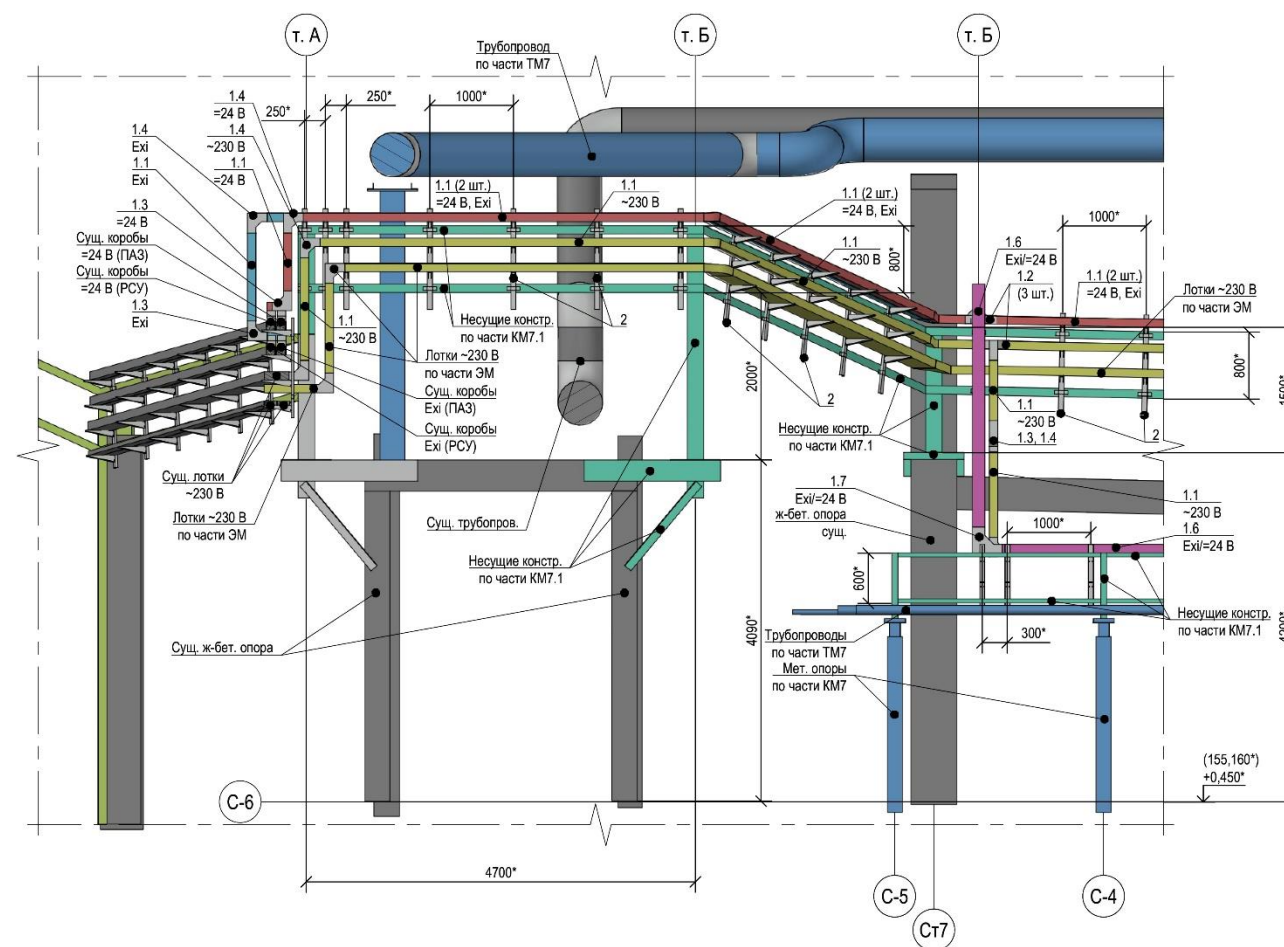 т. А
т. Б
т. Б
Трубопровод
по части ТМ7
1.4
=24 В
1.4
~230 В
1.1
=24 В
250*
250*
1000*
1.4
Exi
1.1
Exi
1.3
=24 В
Сущ. коробы
=24 В (ПАЗ)
Сущ. коробы
=24 В (РСУ)
1.3
Exi
1.1 (2 шт.)
=24 В, Exi
1.1
~230 В
1.1 (2 шт.)
=24 В, Exi
1.1
~230 В
800*
1.6
Exi/=24 В
1.2
(3 шт.)
1000*
1.1 (2 шт.)
=24 В, Exi
Лотки ~230 В
по части ЭМ
1.1
~230 В
Несущие констр.
по части КМ7.1
2
Лотки ~230 В
по части ЭМ
Сущ. коробы
Exi (ПАЗ)
Сущ. коробы
Exi (РСУ)
2000*
2
800*
1500*
1.1
~230 В
2
1.3, 1.4
Несущие констр.
по части КМ7.1
Сущ. лотки
~230 В
Лотки ~230 В
по части ЭМ
Сущ. трубопров.
Несущие констр.
по части КМ7.1
1.7
Exi/=24 В
ж-бет. опора
сущ.
1000*
1.1
~230 В
1.6
Exi/=24 В
600*
Несущие констр.
по части КМ7.1
300*
Трубопроводы
по части ТМ7
Мет. опоры
по части КМ7
Сущ. ж-бет. опора
4090*
(155,160*)
+0,450*
С-6
4700*
С-5
Ст7
С-4